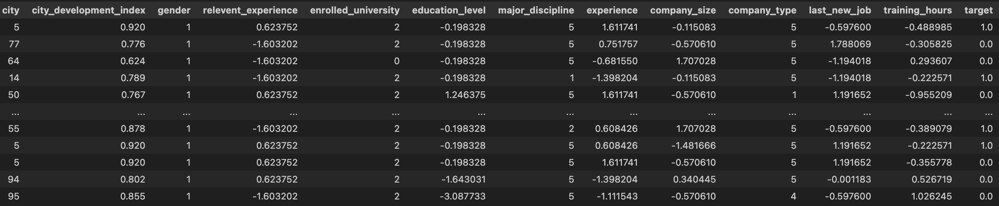 city city_development_index gender relevent_experience enrolled_university education_level major_discipline experience company_size company_type last_new_job training_hours target
5 0.920 1 0.623752 2 -0.198328 5 1.611741 -0.115083 5 -0.597600 -0.488985 1.0
77 0.776 1 -1.603202 2 -0.198328 5 0.751757 -0.570610 5 1.788069 -0.305825 0.0
64 0.624 1 -1.603202 0 -0.198328 5 -0.681550 1.707028 5 -1.194018 0.293607 0.0
14 0.789 1 -1.603202 2 -0.198328 1 -1.398204 -0.115083 5 -1.194018 -0.222571 1.0
50 0.767 1 0.623752 2 1.246375 5 1.611741 -0.570610 1 1.191652 -0.955209 0.0
... ... ... ... ... ... ... ... ... ... ... ... ...
55 0.878 1 -1.603202 2 -0.198328 2 0.608426 1.707028 5 -0.597600 -0.389079 1.0
5 0.920 1 0.623752 2 -0.198328 5 0.608426 -1.481666 5 1.191652 -0.222571 1.0
5 0.920 1 0.623752 2 -0.198328 5 1.611741 -0.570610 5 1.191652 -0.355778 0.0
94 0.802 1 0.623752 2 -1.643031 5 -1.398204 0.340445 5 -0.001183 0.526719 0.0
95 0.855 1 -1.603202 2 -3.087733 5 -1.111543 -0.570610 4 -0.597600 1.026245 0.0